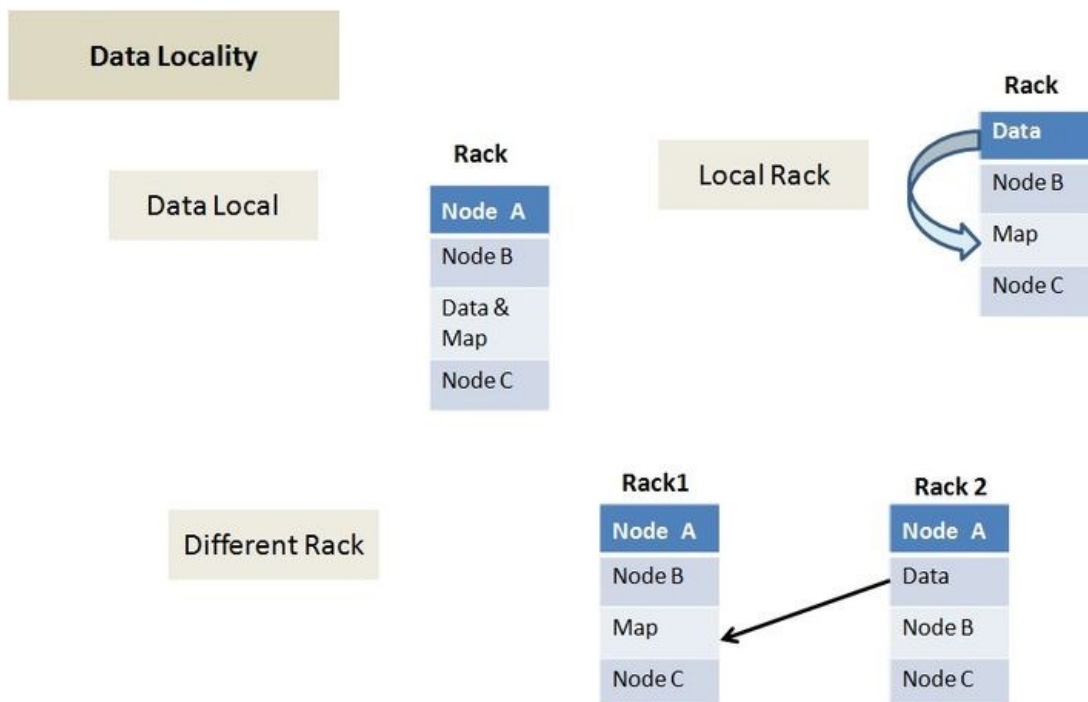 Data Locality
Data Local
Rack
Node A
Node B
Data &
Map
Node C
Local Rack
Rack
Data
Node B
Map
Node C
Different Rack
Rack1
Node A
Node B
Map
Node C
Rack 2
Node A
Data
Node B
Node C